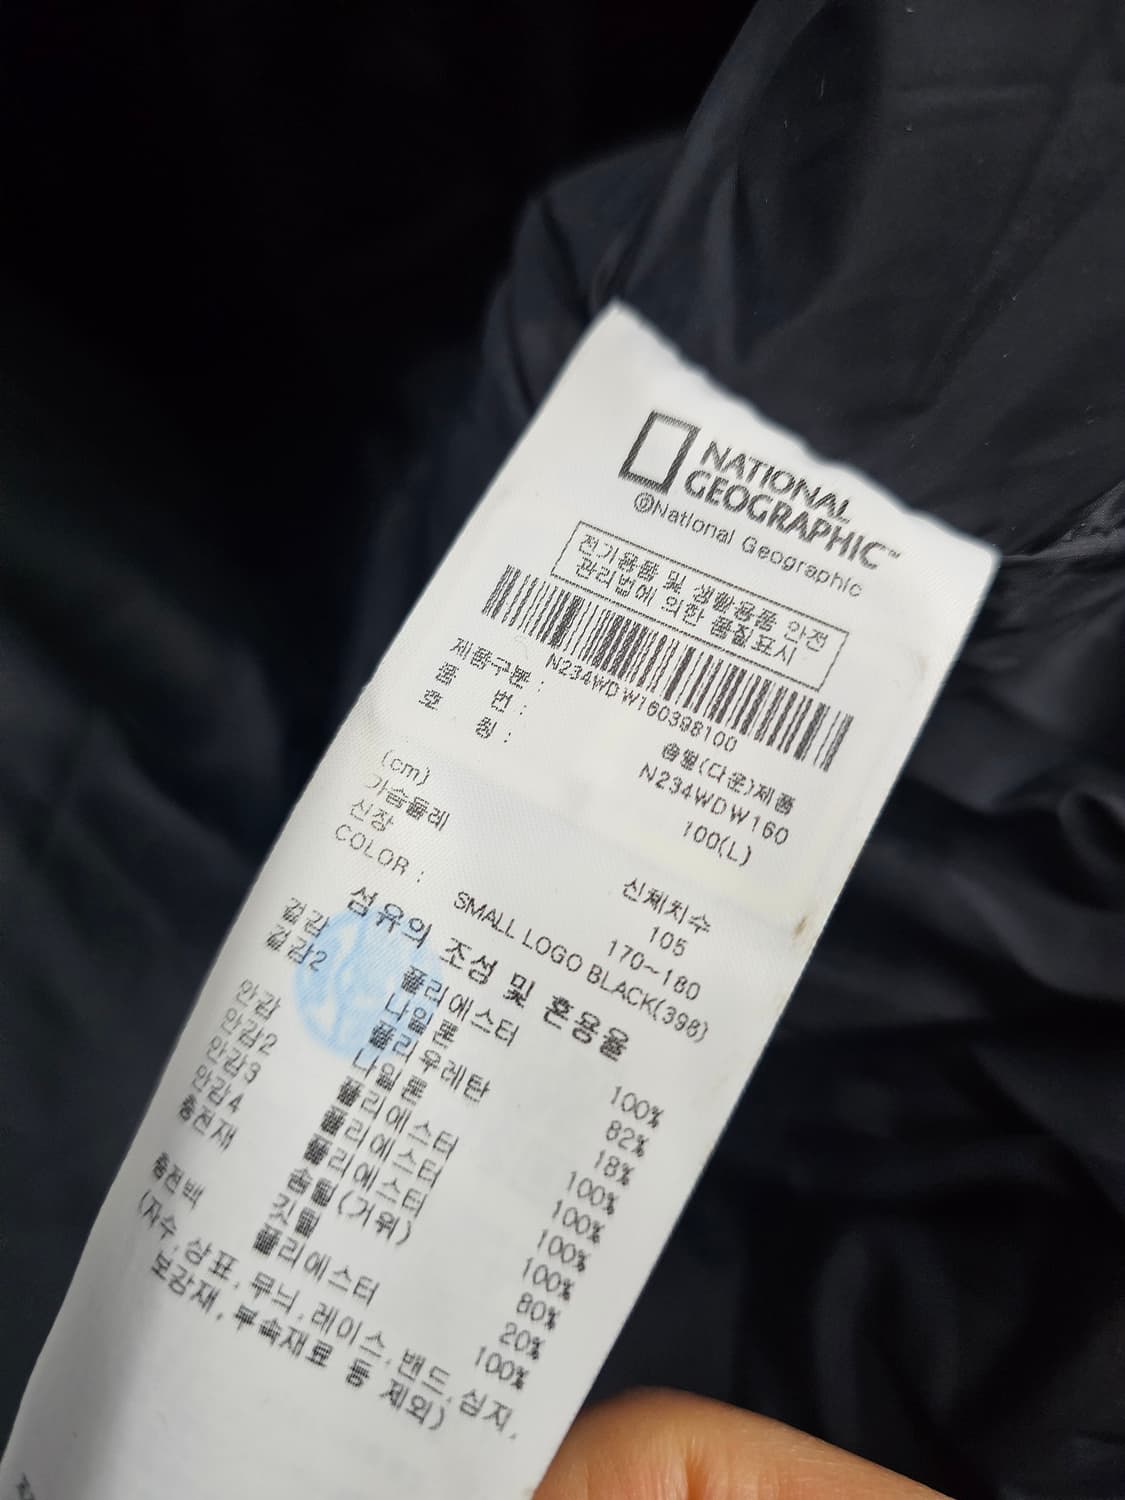 NATIONAL
GEOGRAPHIC™
ⓒNational Geographic
전기용품 및 생활용품 안전
관리법에 의한 품질표시
N234WDW160398100
제품구분 : 솜털(다운)제품
품 번 : N234WDW160
호 칭 : 100(L)
(cm) 신체치수
가슴둘레 105
신장 170~180
COLOR : SMALL LOGO BLACK(398)
섬유의 조성 및 혼용율
겉감 폴리에스터 100%
겉감2 나일론 82%
폴리우레탄 18%
안감 나일론 100%
안감2 폴리에스터 100%
안감3 폴리에스터 100%
안감4 폴리에스터 100%
충전재 솜털(거위) 80%
깃털 20%
충전백 폴리에스터 100%
(자수,상표,무늬,레이스,밴드,심지,
보강재,부속재료 등 제외)